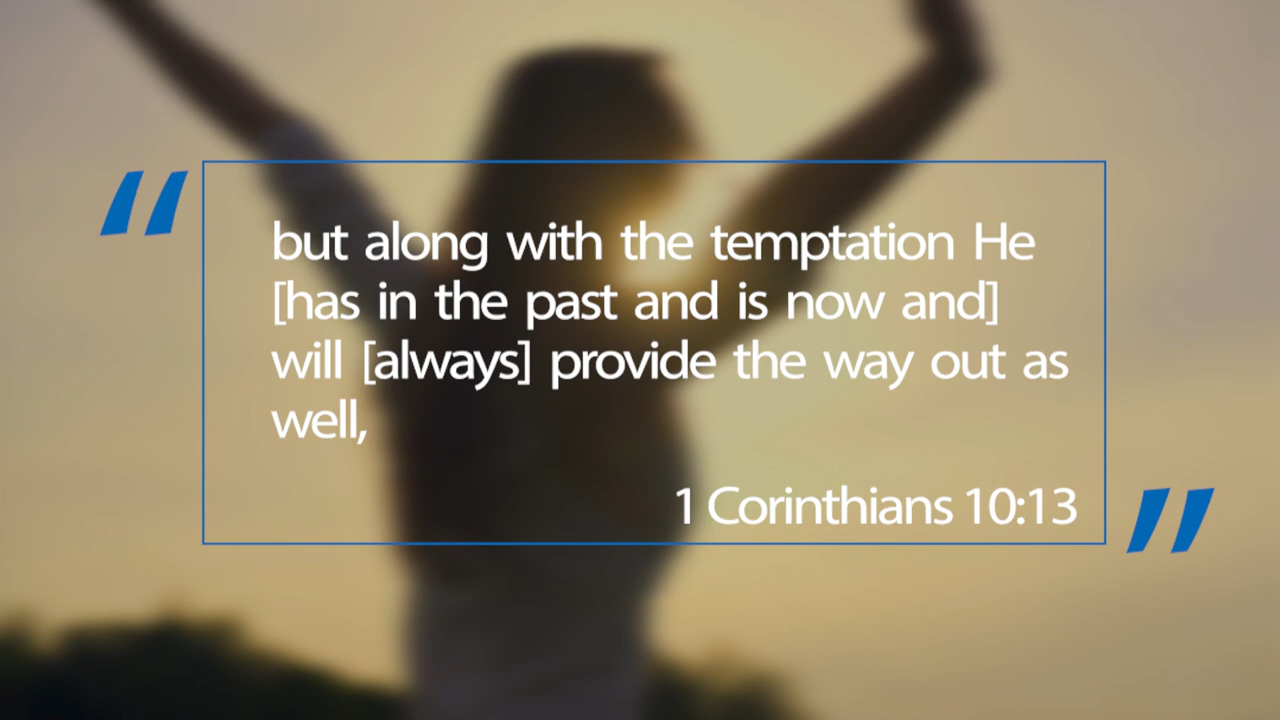 “
but along with the temptation He
[has in the past and is now and]
will [always] provide the way out as
well,
1 Corinthians 10:13
”